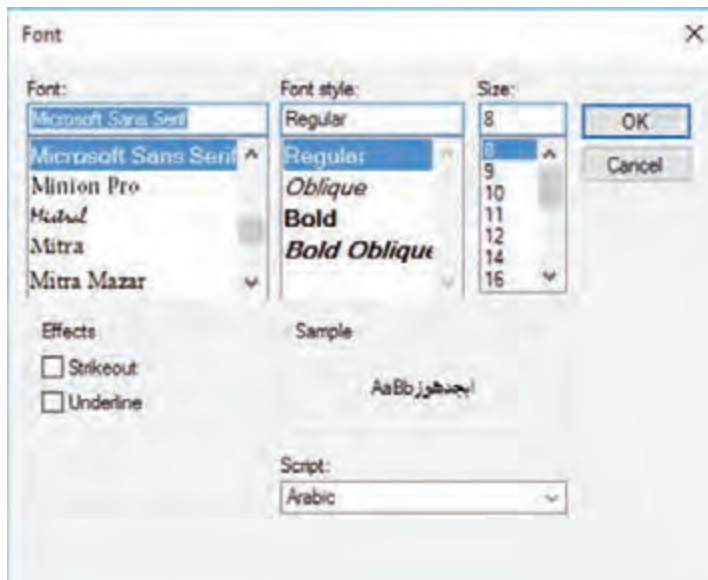 Font
Font: Font style: Size:
Microsoft Sans Serif Regular 8 OK
Microsoft Sans Serif Regular 8 Cancel
Minion Pro Oblique 9
Mistral Bold 10
Mitra Bold Oblique 11
Mitra Mazar 12
14
16
Effects Sample
Strikeout
Underline
AaBb ابجدهوز
Script:
Arabic